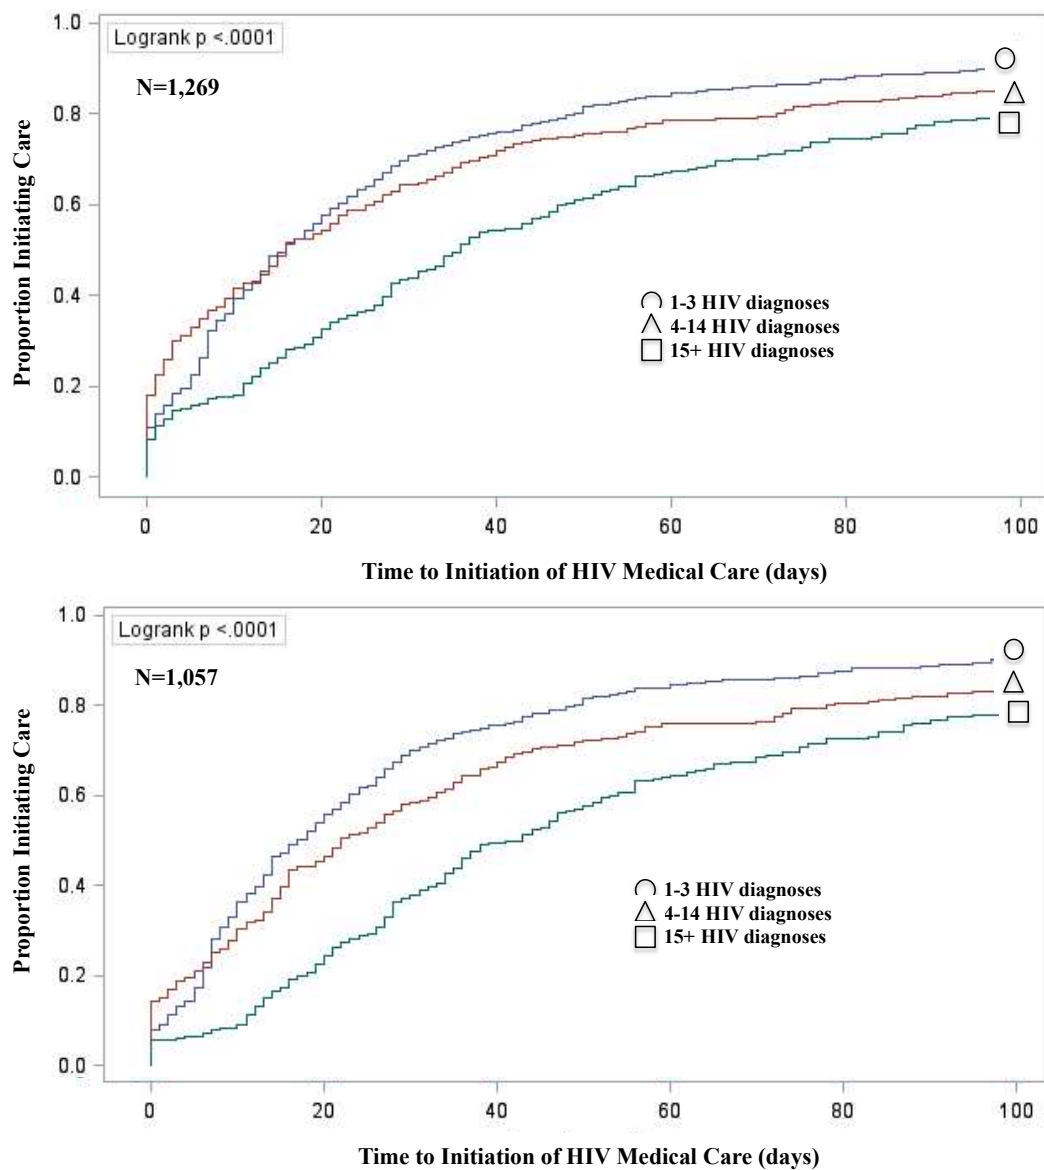 1.0
Logrank p <.0001
N=1,269
0.8
0.6
Proportion Initiating Care
0.4
1-3 HIV diagnoses
4-14 HIV diagnoses
15+ HIV diagnoses
0.2
0.0
0 20 40 60 80 100
Time to Initiation of HIV Medical Care (days)
1.0
Logrank p <.0001
N=1,057
0.8
0.6
Proportion Initiating Care
0.4
1-3 HIV diagnoses
4-14 HIV diagnoses
15+ HIV diagnoses
0.2
0.0
0 20 40 60 80 100
Time to Initiation of HIV Medical Care (days)